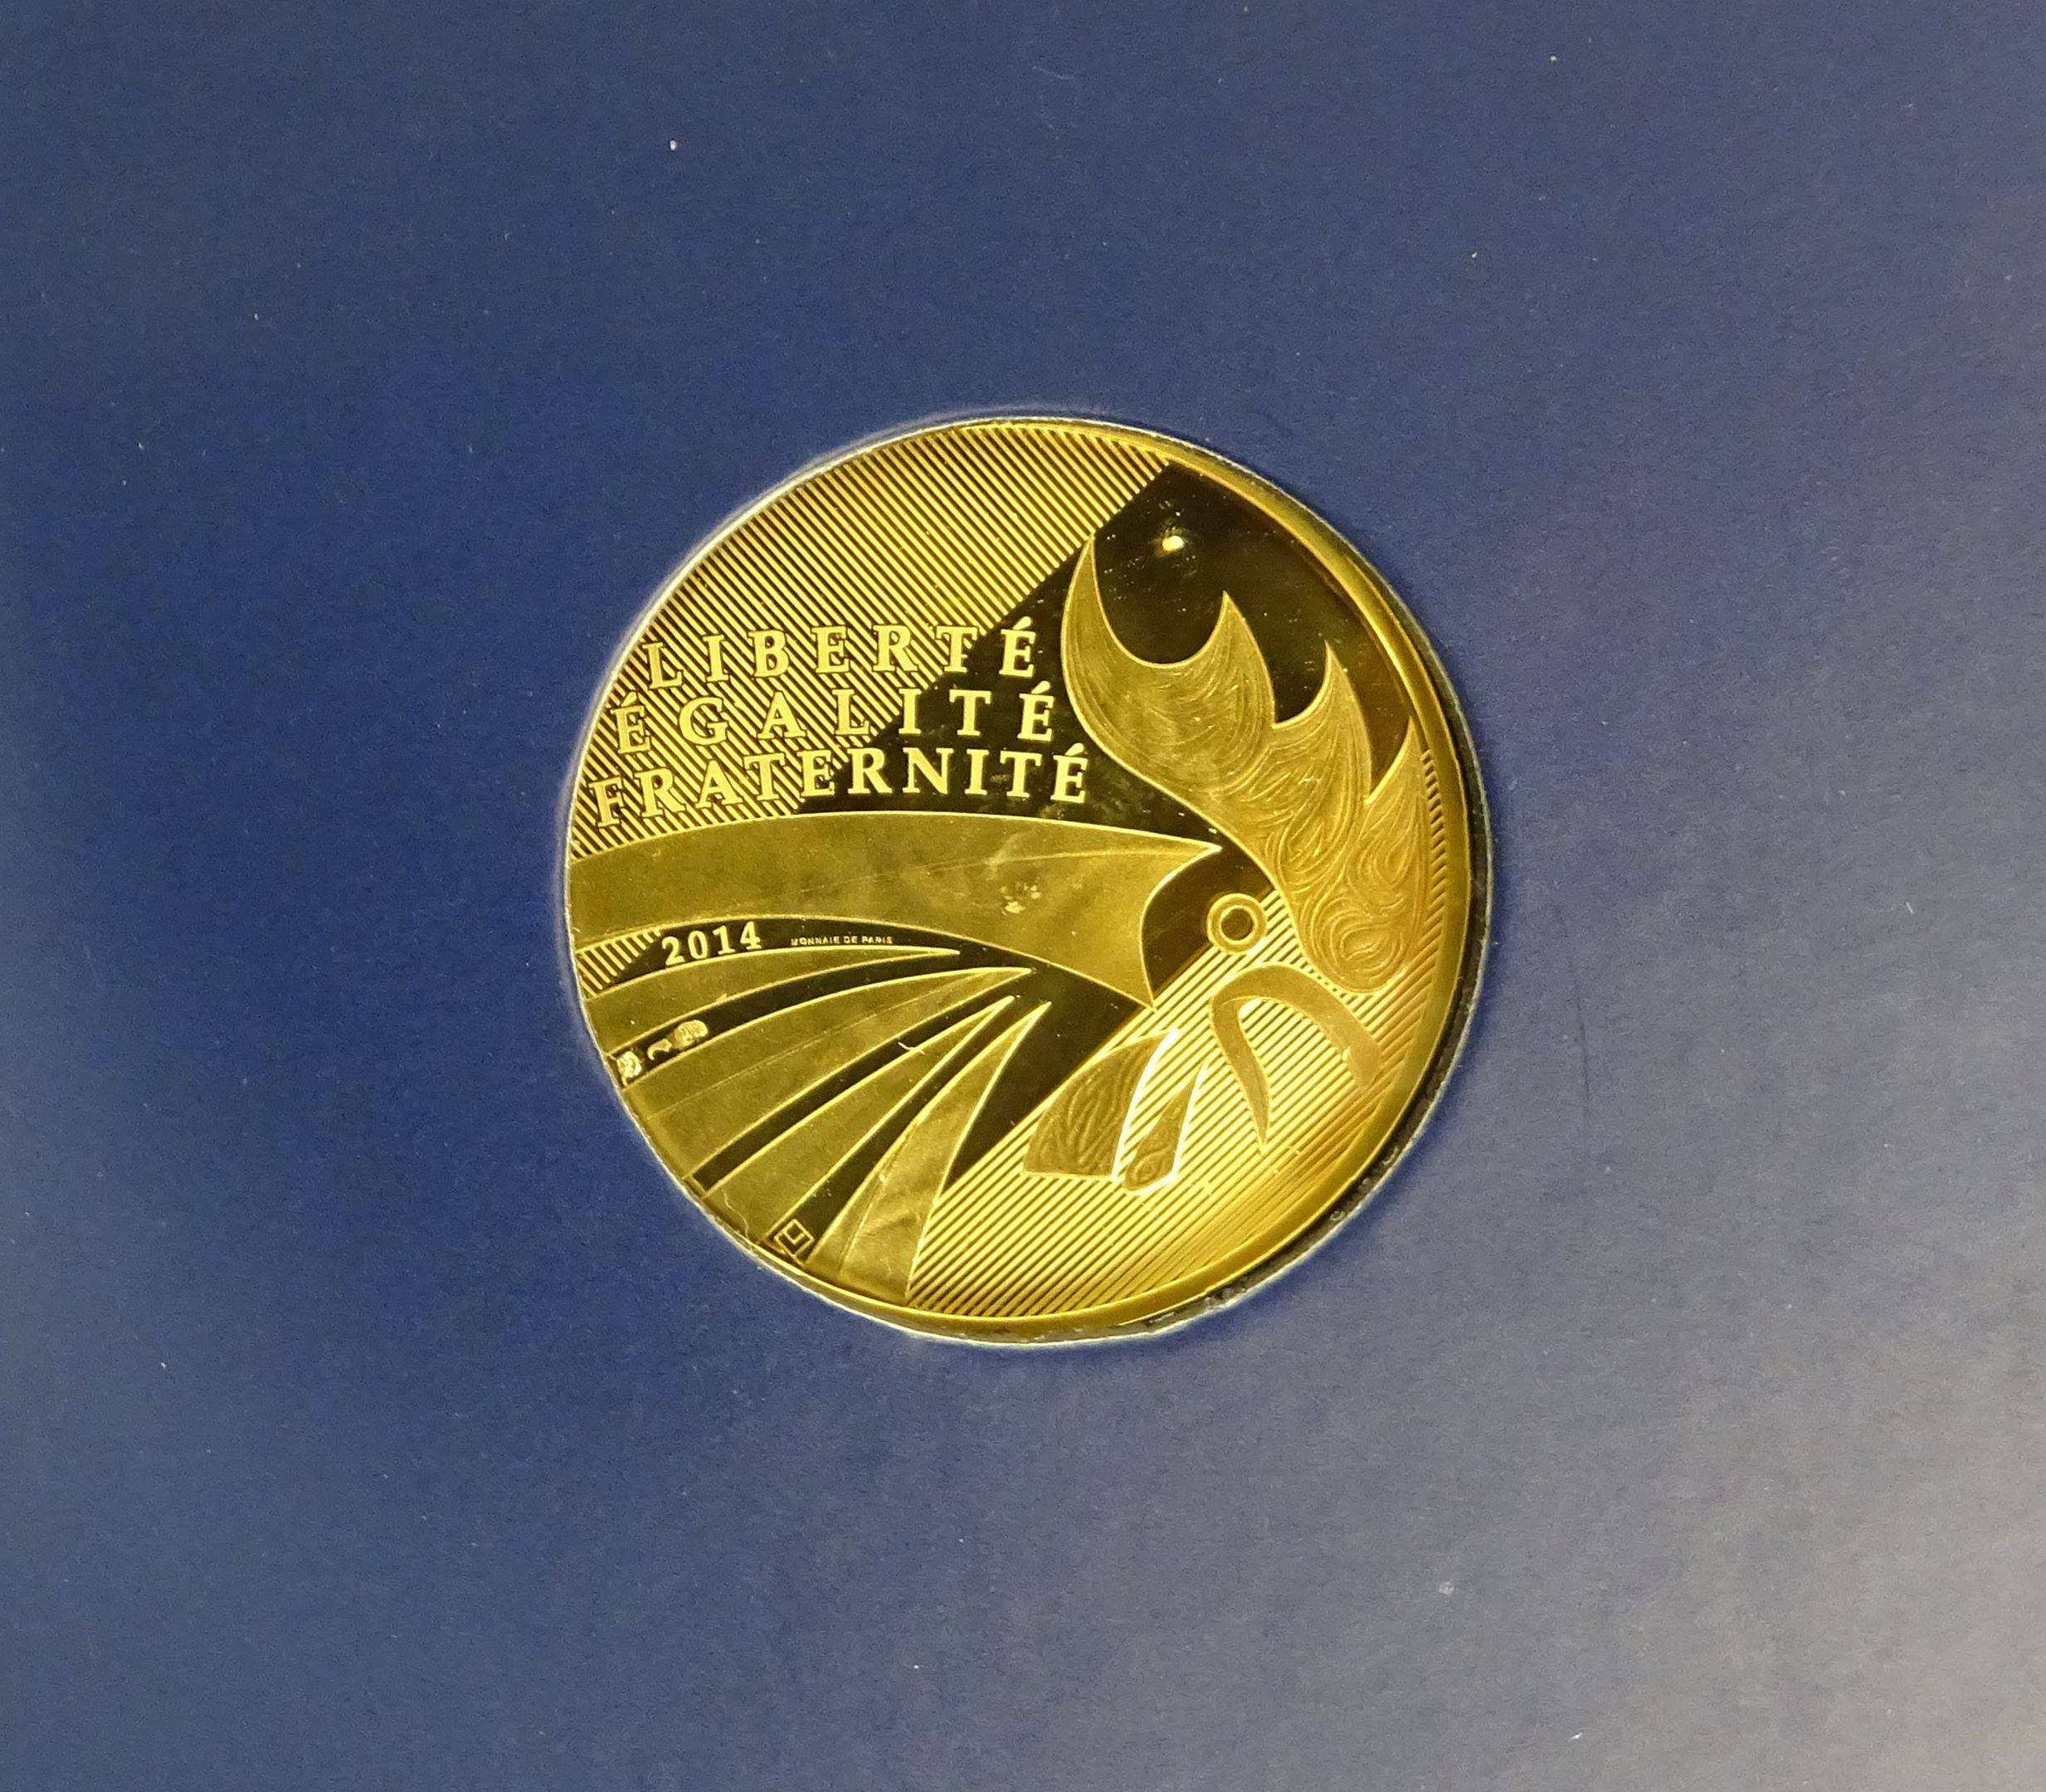 LIBERTÉ
ÉGALITÉ
FRATERNITÉ
2014 MONNAIE DE PARIS